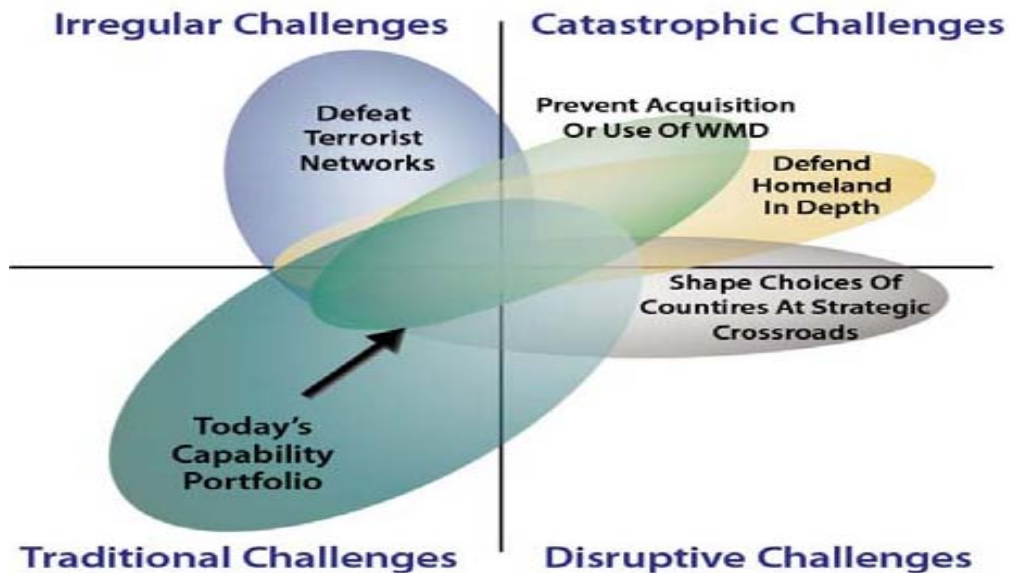 Irregular Challenges
Catastrophic Challenges
Defeat
Terrorist
Networks
Prevent Acquisition
Or Use Of WMD
Defend
Homeland
In Depth
Shape Choices Of
Countires At Strategic
Crossroads
Today's
Capability
Portfolio
Traditional Challenges
Disruptive Challenges